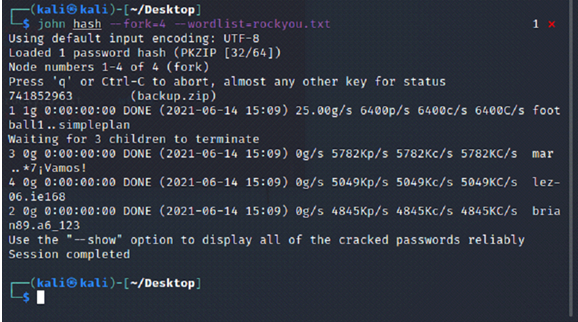 ┌──(kali㉿kali)-[~/Desktop]
└─$ john hash --fork=4 --wordlist=rockyou.txt 1 ⨯
Using default input encoding: UTF-8
Loaded 1 password hash (PKZIP [32/64])
Node numbers 1-4 of 4 (fork)
Press 'q' or Ctrl-C to abort, almost any other key for status
741852963 (backup.zip)
1 1g 0:00:00:00 DONE (2021-06-14 15:09) 25.00g/s 6400p/s 6400c/s 6400C/s foot
ball1..simpleplan
Waiting for 3 children to terminate
3 0g 0:00:00:00 DONE (2021-06-14 15:09) 0g/s 5782Kp/s 5782Kc/s 5782KC/s mar
..*7¡Vamos!
4 0g 0:00:00:00 DONE (2021-06-14 15:09) 0g/s 5049Kp/s 5049Kc/s 5049KC/s lez-
06.ie168
2 0g 0:00:00:00 DONE (2021-06-14 15:09) 0g/s 4845Kp/s 4845Kc/s 4845KC/s bria
n89.a6_123
Use the "--show" option to display all of the cracked passwords reliably
Session completed
┌──(kali㉿kali)-[~/Desktop]
└─$